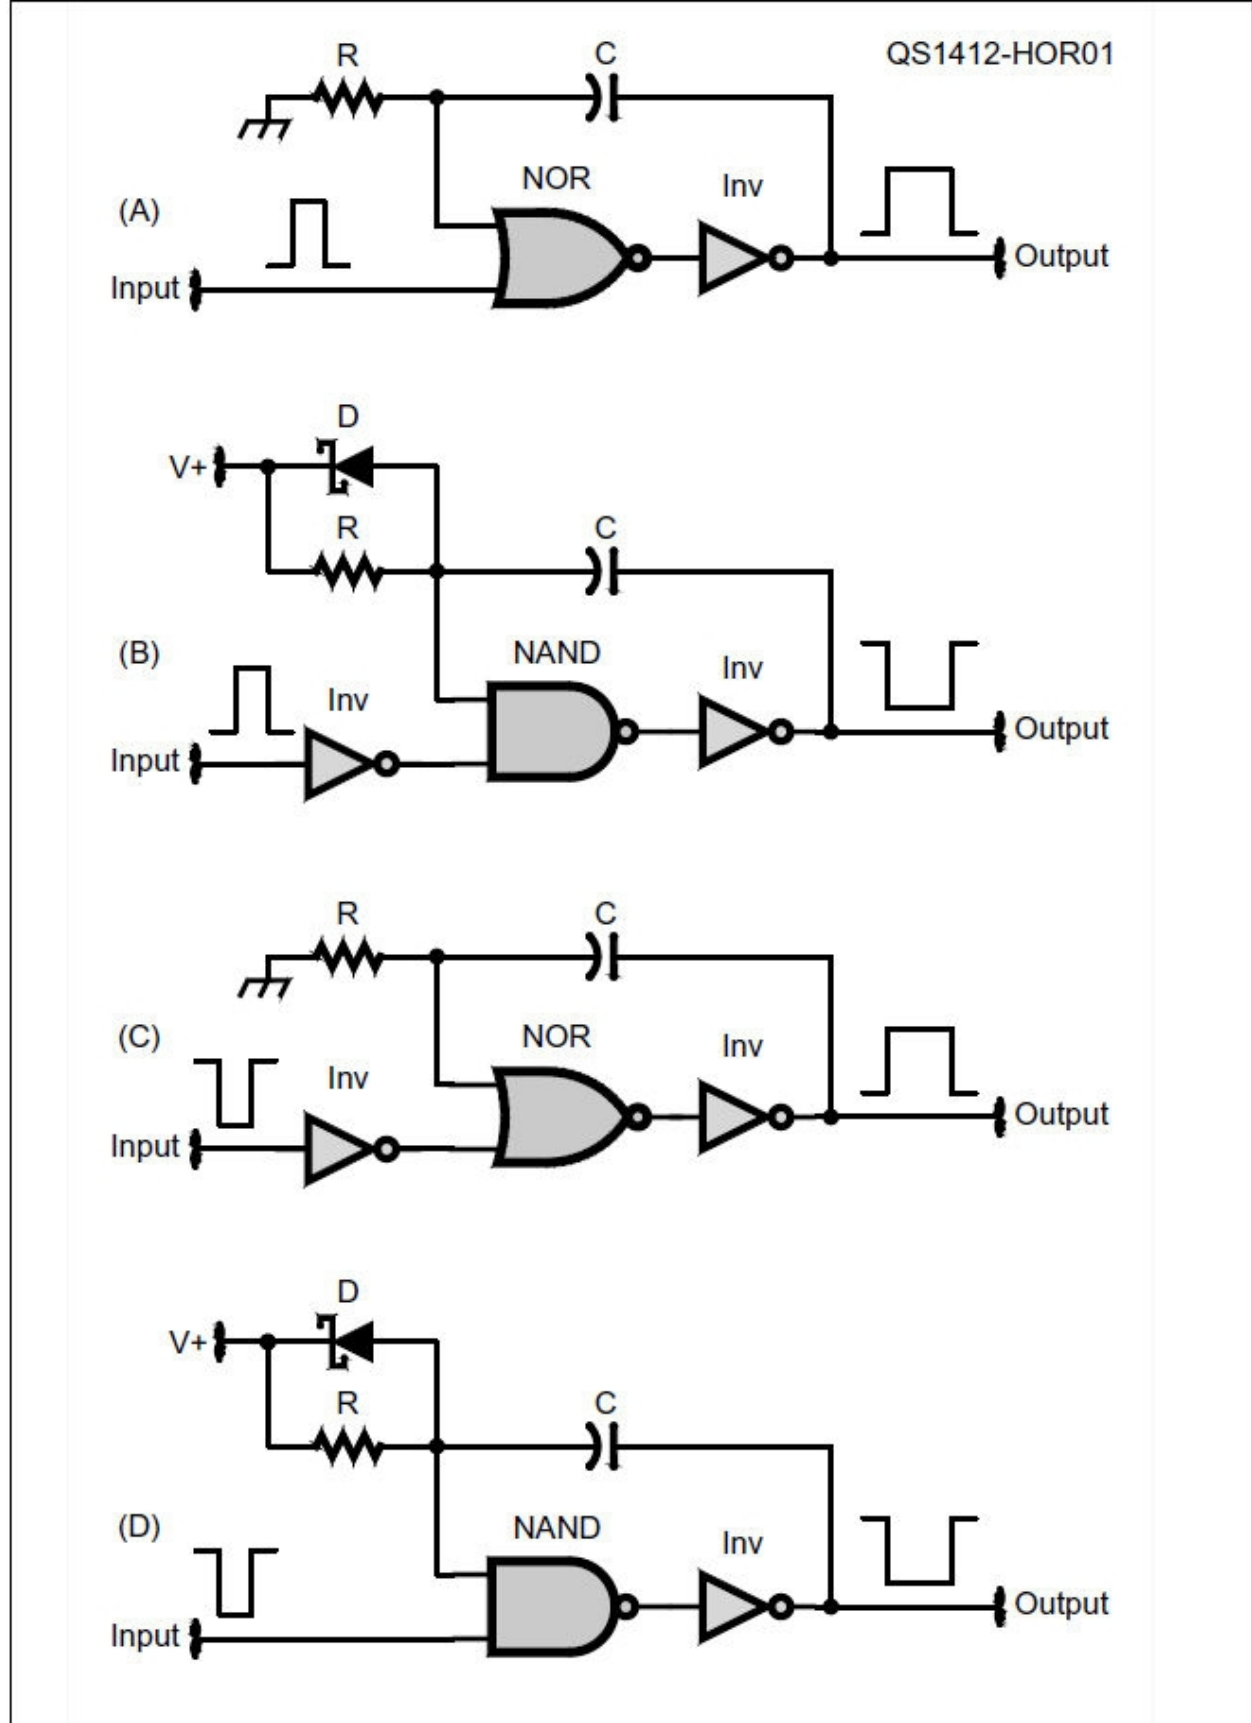 R
C
QS1412-HOR01
NOR
Inv
(A)
Input
Output
D
V+
R
C
(B)
NAND
Inv
Inv
Input
Output
R
C
(C)
NOR
Inv
Inv
Input
Output
D
V+
R
C
(D)
NAND
Inv
Input
Output